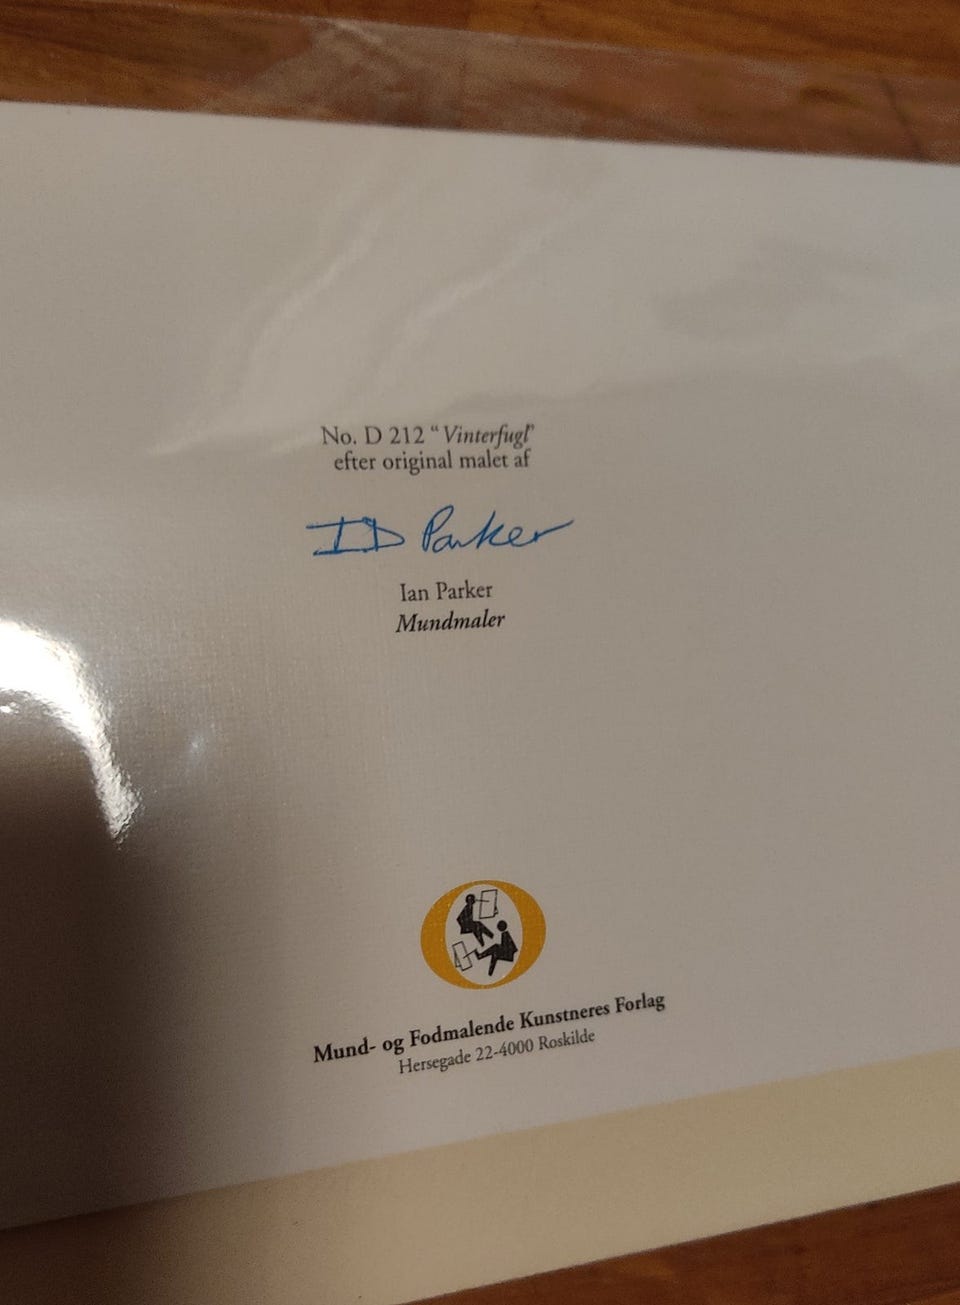 No. D 212 “Vinterfugl”
efter original malet af
ID Parker
Ian Parker
Mundmaler
Mund- og Fodmalende Kunstneres Forlag
Hersegade 22-4000 Roskilde